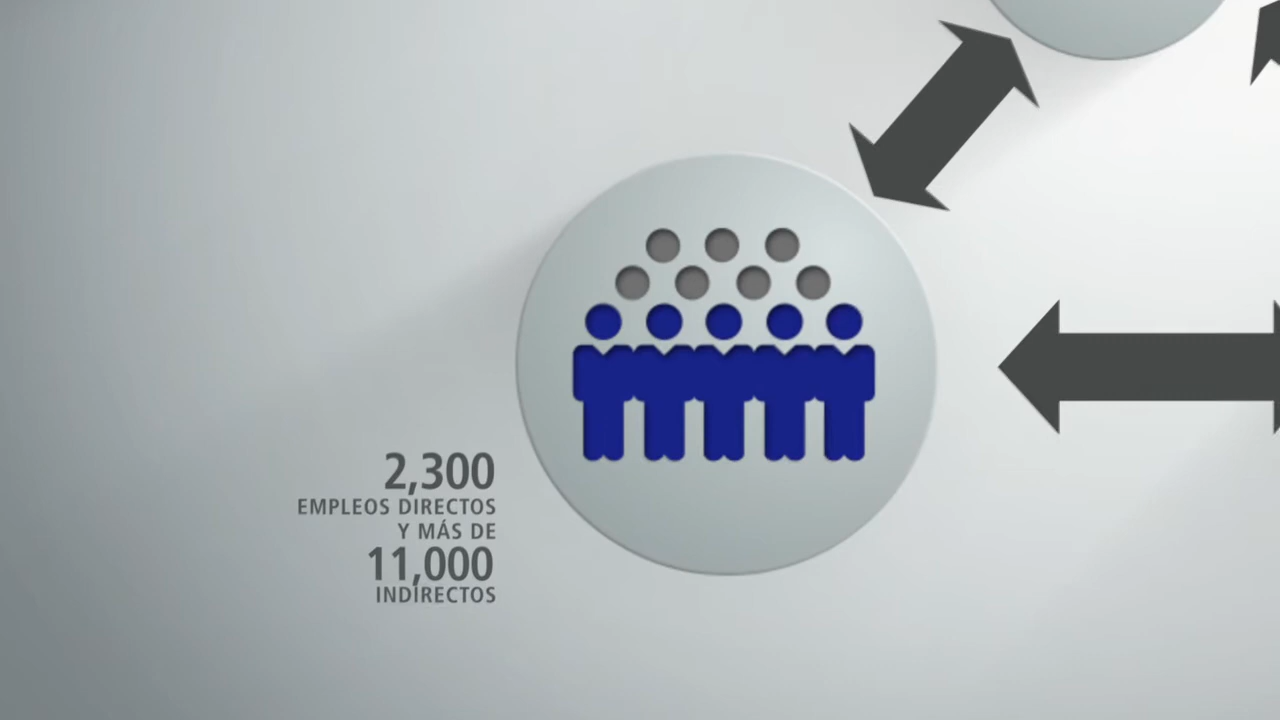 2,300
EMPLEOS DIRECTOS
Y MÁS DE
11,000
INDIRECTOS